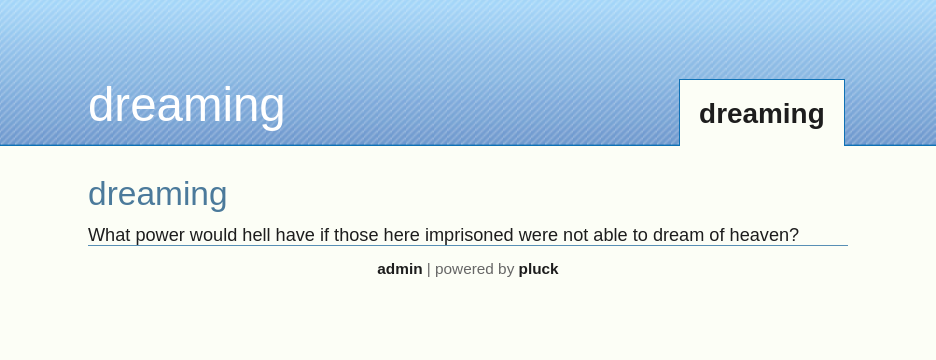 dreaming
dreaming
dreaming
What power would hell have if those here imprisoned were not able to dream of heaven?
admin | powered by pluck